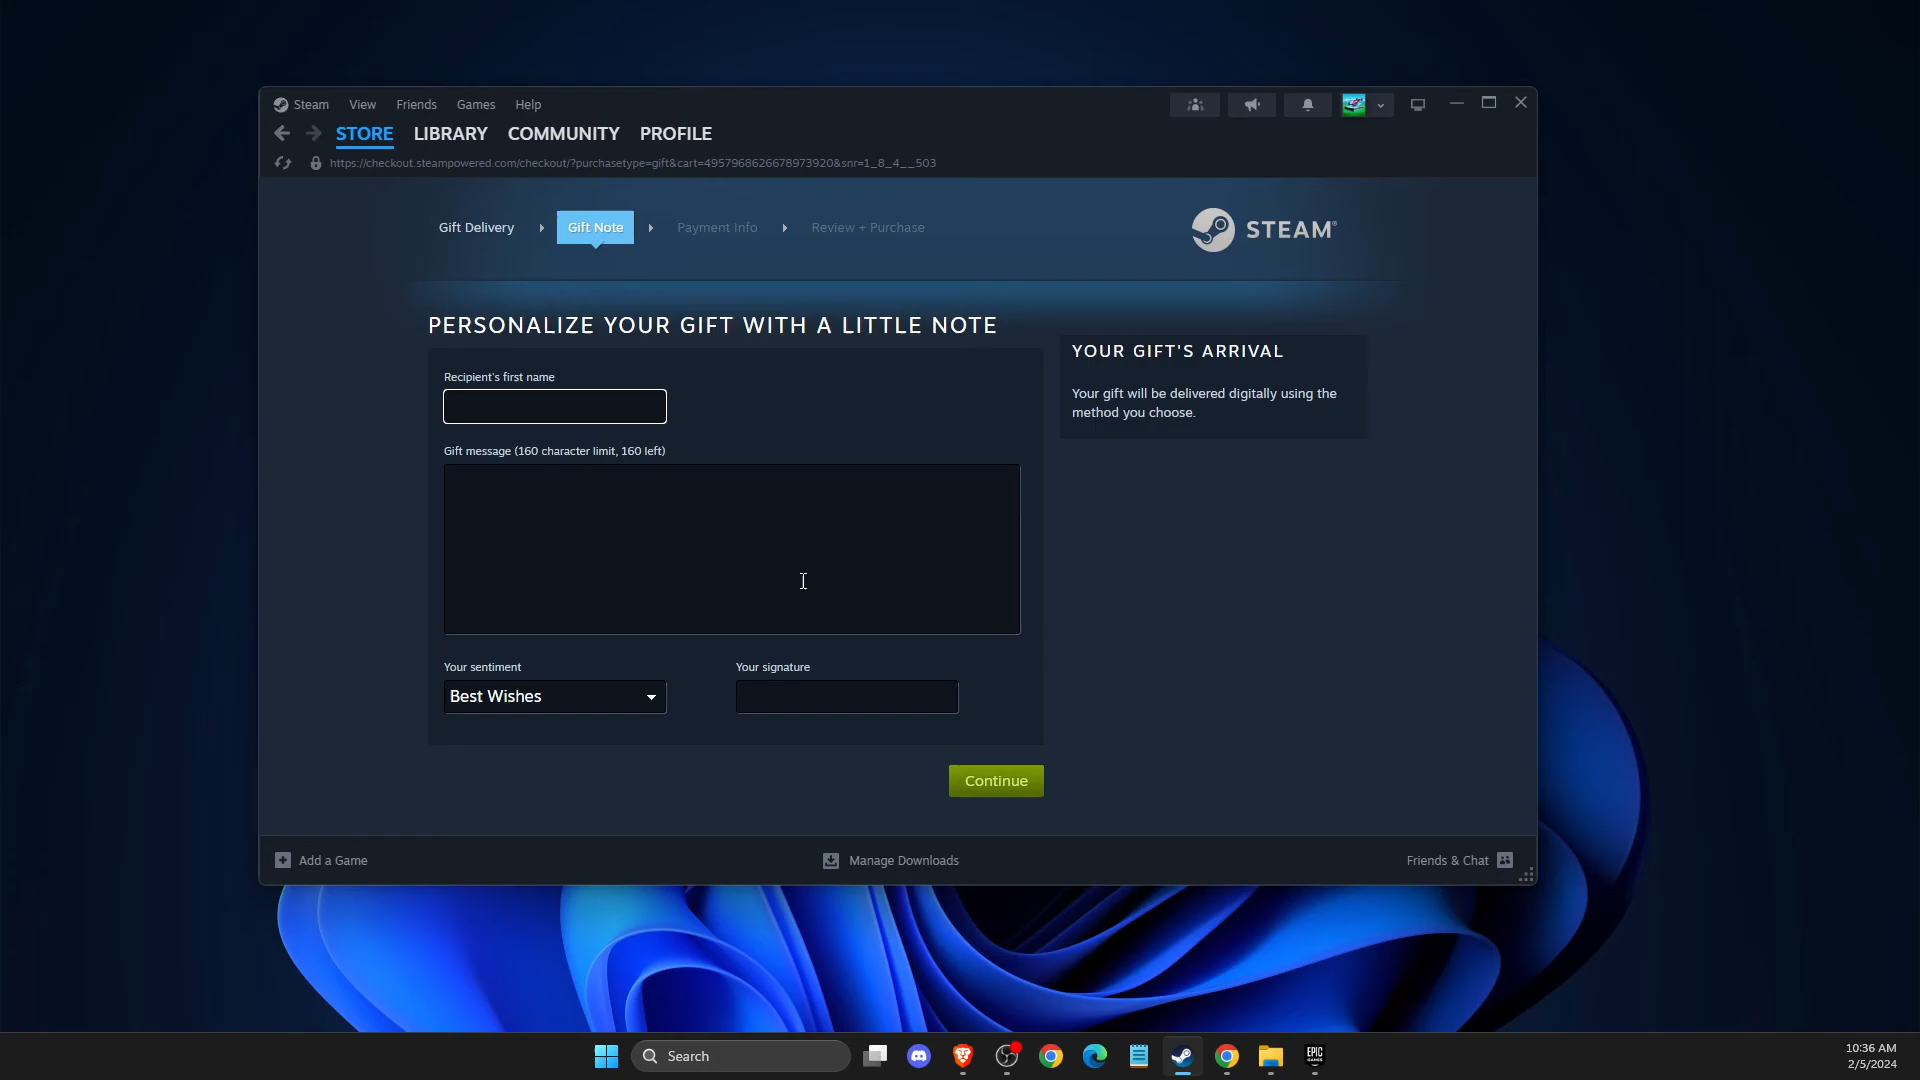 Steam View Friends Games Help
STORE LIBRARY COMMUNITY PROFILE
https://checkout.steampowered.com/checkout/?purchasetype=gift&cart=4957968626678973920&snr=1_8_4__503
Gift Delivery Gift Note Payment Info Review + Purchase
STEAM®
PERSONALIZE YOUR GIFT WITH A LITTLE NOTE
YOUR GIFT'S ARRIVAL
Recipient's first name
Your gift will be delivered digitally using the
method you choose.
Gift message (160 character limit, 160 left)
Your sentiment
Your signature
Best Wishes
Continue
Add a Game
Manage Downloads
Friends & Chat
Search
EPIC
GAMES
10:36 AM
2/5/2024